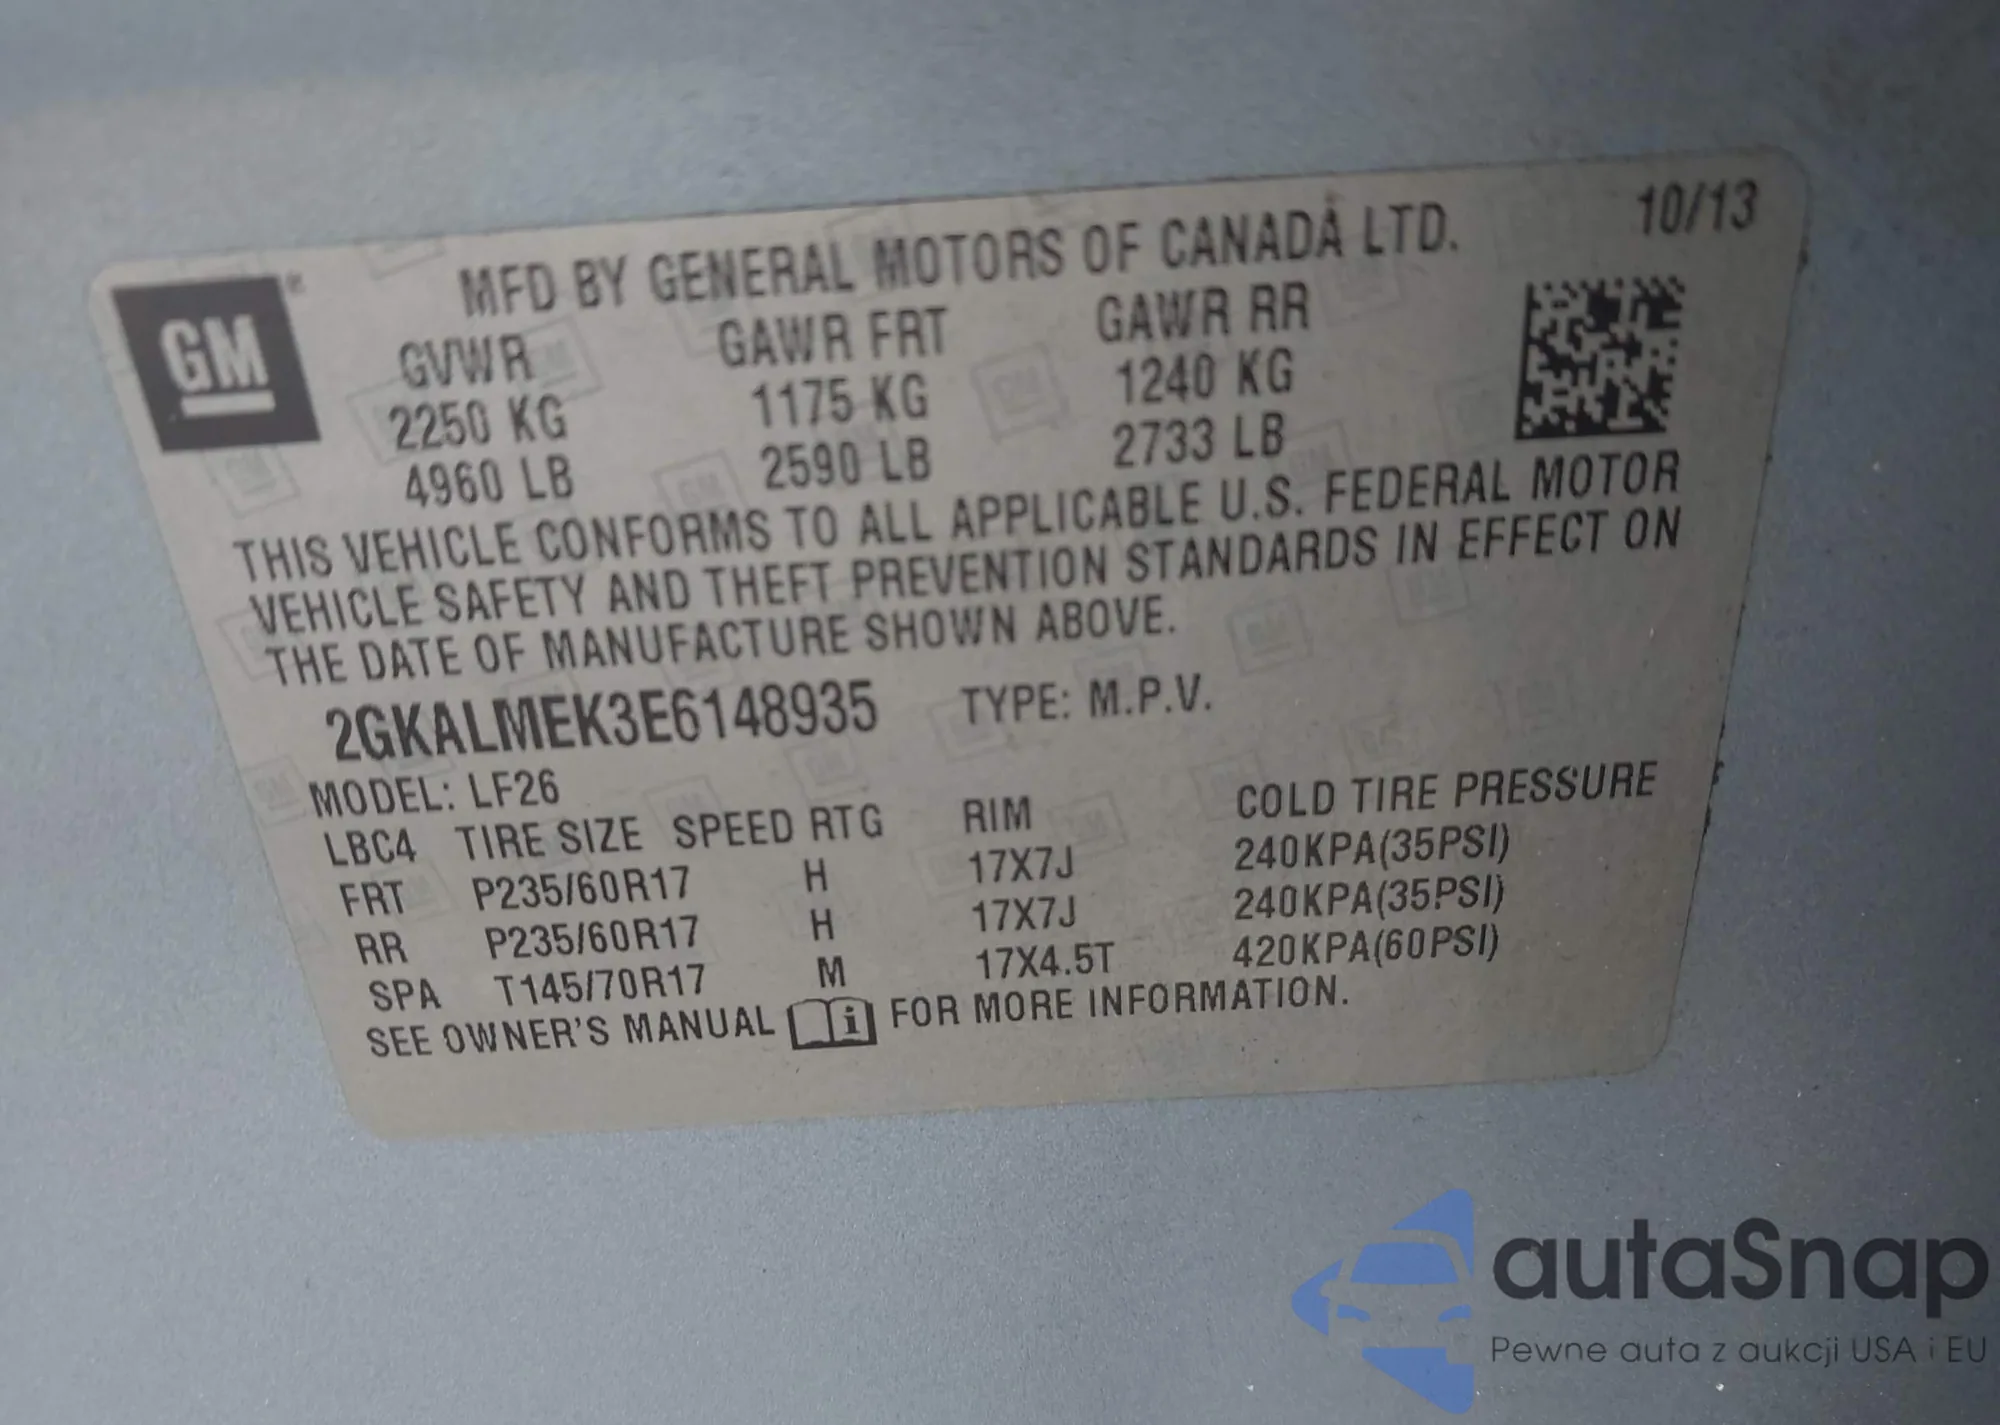 10/13
MFD BY GENERAL MOTORS OF CANADA LTD.
GM ®
GVWR GAWR FRT GAWR RR
2250 KG 1175 KG 1240 KG
4960 LB 2590 LB 2733 LB
THIS VEHICLE CONFORMS TO ALL APPLICABLE U.S. FEDERAL MOTOR
VEHICLE SAFETY AND THEFT PREVENTION STANDARDS IN EFFECT ON
THE DATE OF MANUFACTURE SHOWN ABOVE.
2GKALMEK3E6148935 TYPE: M.P.V.
MODEL: LF26
LBC4 TIRE SIZE SPEED RTG RIM COLD TIRE PRESSURE
FRT P235/60R17 H 17X7J 240KPA(35PSI)
RR P235/60R17 H 17X7J 240KPA(35PSI)
SPA T145/70R17 M 17X4.5T 420KPA(60PSI)
SEE OWNER'S MANUAL i FOR MORE INFORMATION.
autaSnap
Pewne auta z aukcji USA i EU